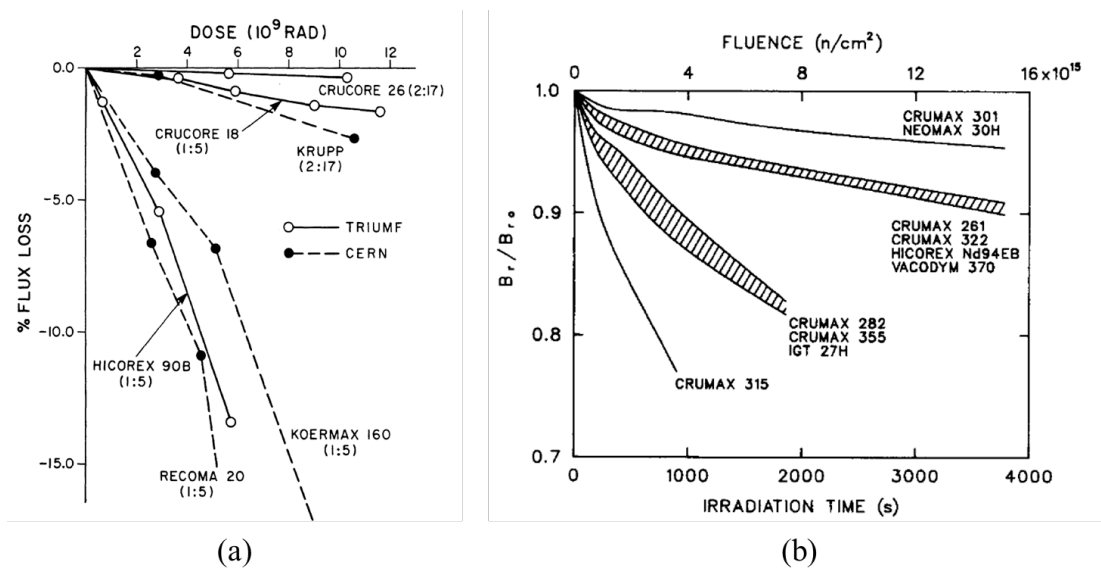 DOSE (10⁹ RAD)
2 4 6 8 10 12
0.0
CRUCORE 26 (2:17)
CRUCORE 18
(1:5)
KRUPP
(2:17)
-5.0
TRIUMF
CERN
% FLUX LOSS
-10.0
HICOREX 90B
(1:5)
KOERMAX 160
(1:5)
-15.0
RECOMA 20
(1:5)
(a)
FLUENCE (n/cm²)
0 4 8 12 16 x10¹⁵
1.0
CRUMAX 301
NEOMAX 30H
0.9
CRUMAX 261
CRUMAX 322
HICOREX Nd94EB
VACODYM 370
Br/Bro
0.8
CRUMAX 282
CRUMAX 355
IGT 27H
CRUMAX 315
0.7
0 1000 2000 3000 4000
IRRADIATION TIME (s)
(b)